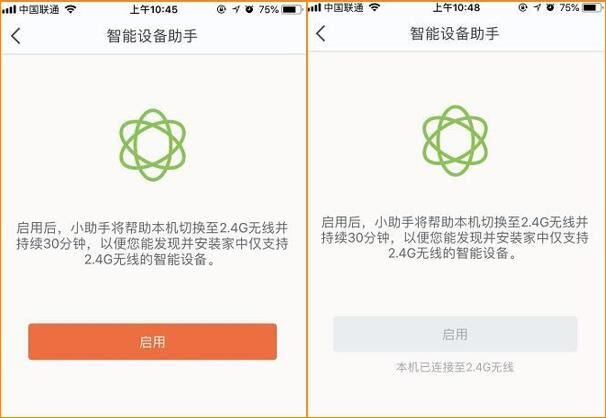 中国联通 上午10:45 75%
智能设备助手
启用后，小助手将帮助本机切换至2.4G无线并
持续30分钟，以便您能发现并安装家中仅支持
2.4G无线的智能设备。
启用
中国联通 上午10:48 75%
智能设备助手
启用后，小助手将帮助本机切换至2.4G无线并
持续30分钟，以便您能发现并安装家中仅支持
2.4G无线的智能设备。
启用
本机已连接至2.4G无线